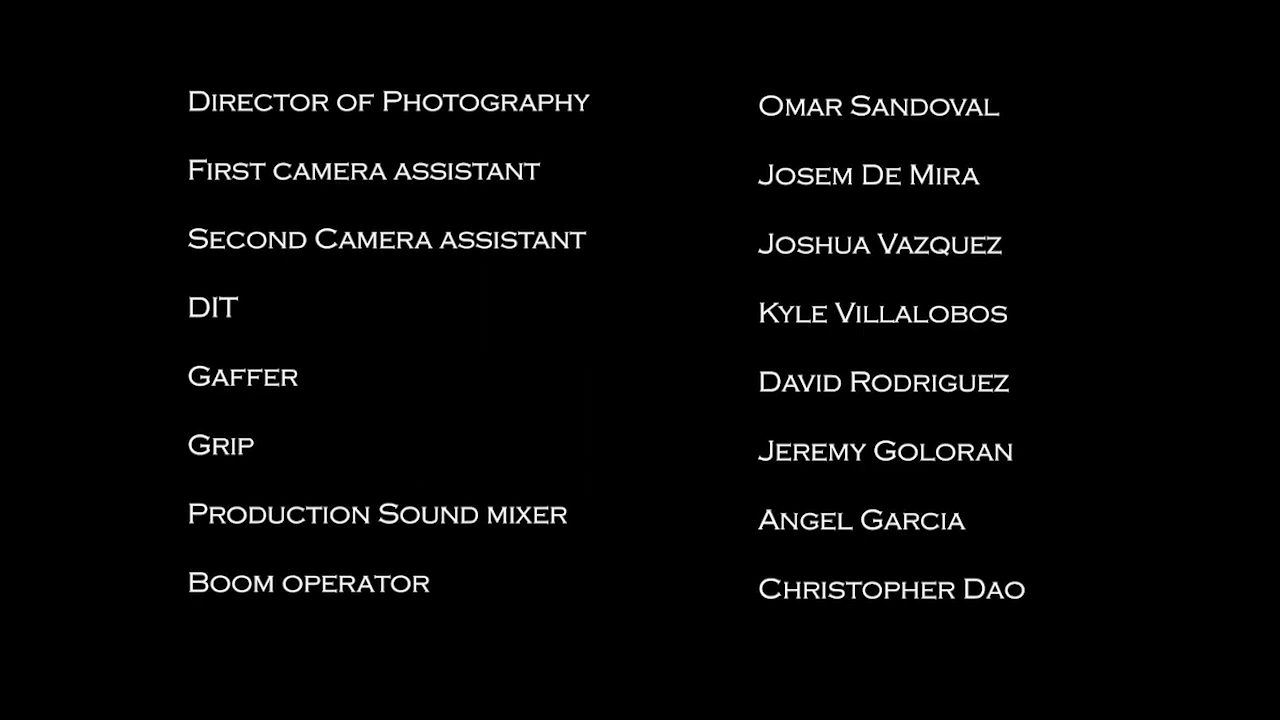 Director of Photography Omar Sandoval
First camera assistant Josem De Mira
Second Camera assistant Joshua Vazquez
DIT Kyle Villalobos
Gaffer David Rodriguez
Grip Jeremy Goloran
Production Sound mixer Angel Garcia
Boom operator Christopher Dao